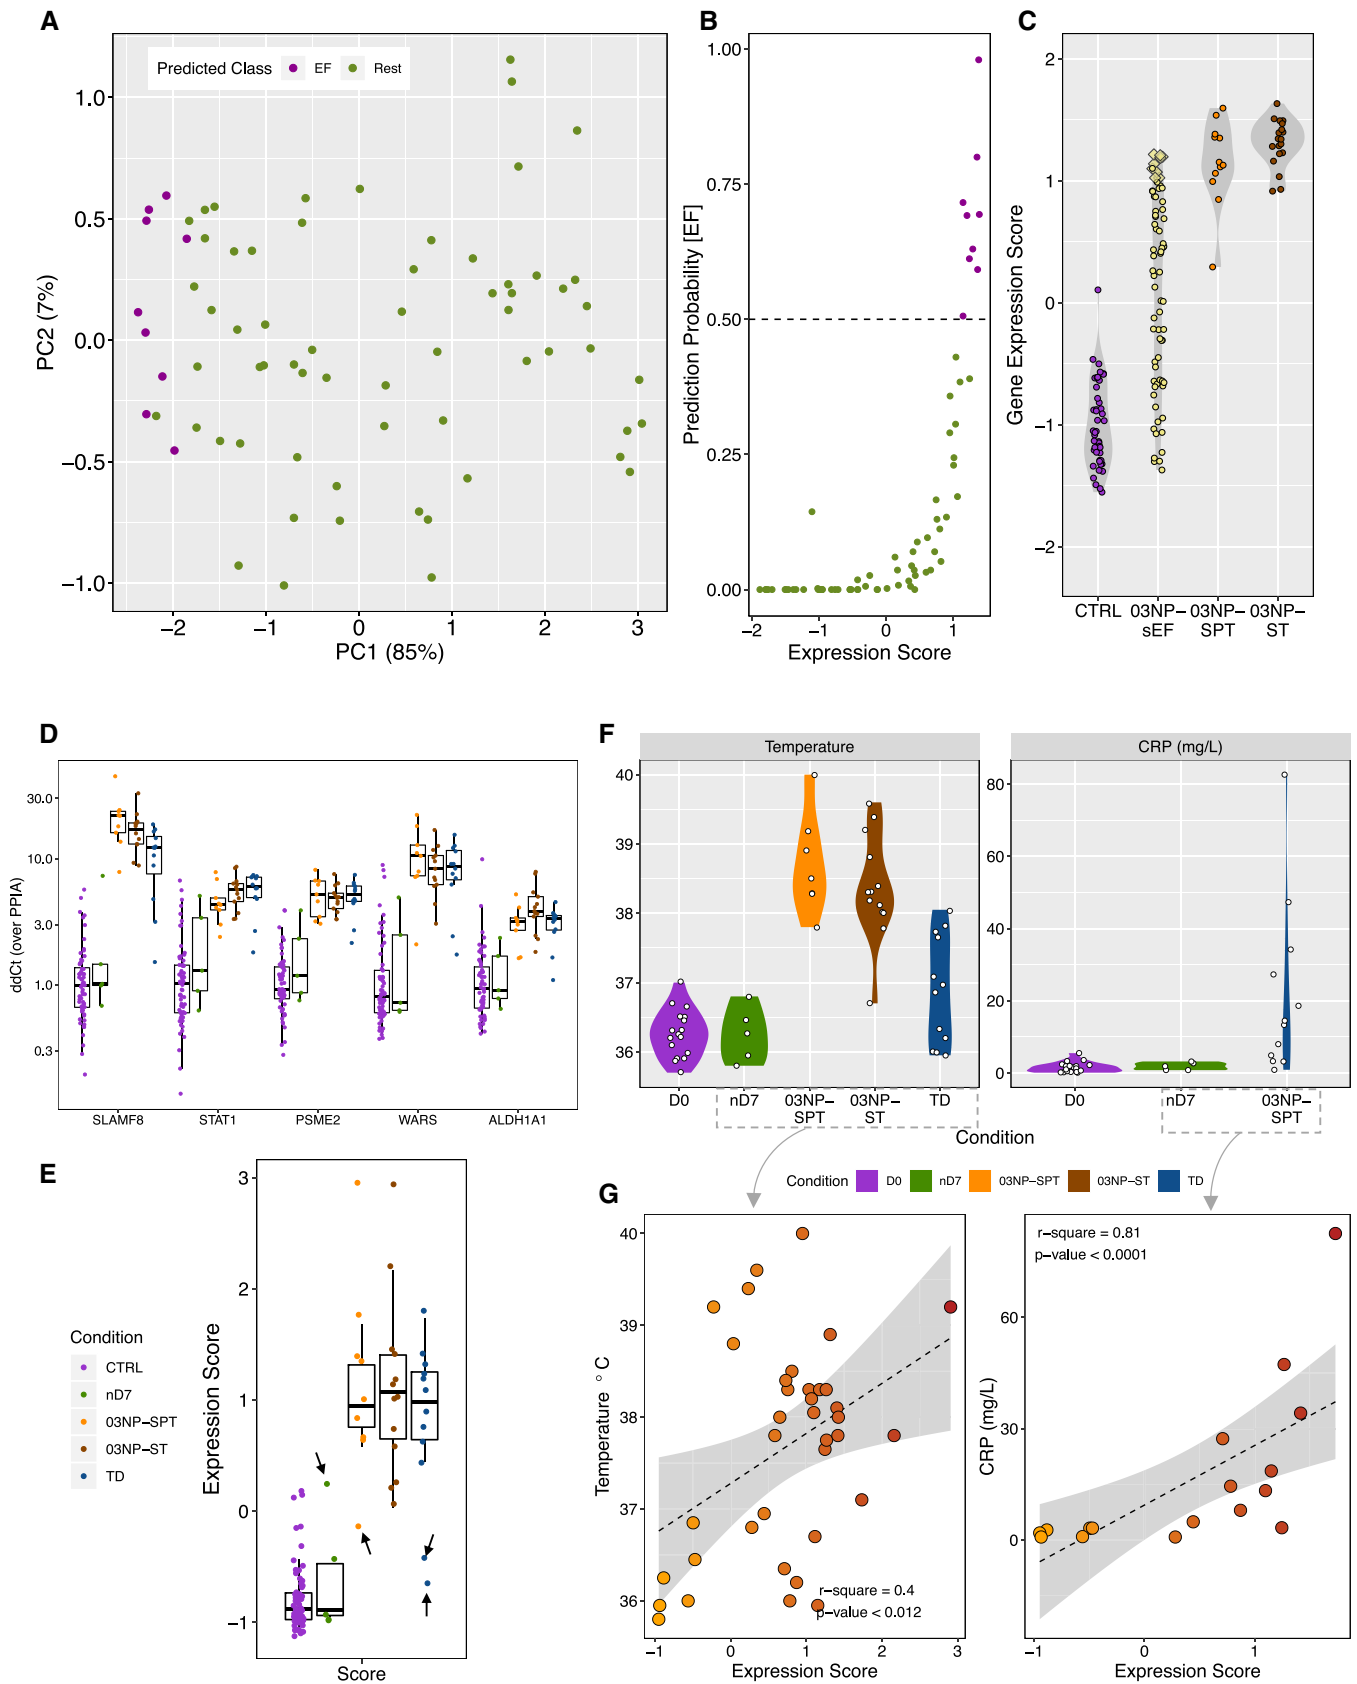 A
Predicted Class EF Rest
1.0
0.5
0.0
−0.5
−1.0
PC2 (7%)
−2 −1 0 1 2 3
PC1 (85%)
B
1.00
0.75
0.50
0.25
0.00
Prediction Probability [EF]
−2 −1 0 1
Expression Score
C
2
1
0
−1
−2
Gene Expression Score
CTRL 03NP− 03NP− 03NP−
sEF SPT ST
D
30.0
10.0
3.0
1.0
0.3
ddCt (over PPIA)
SLAMF8 STAT1 PSME2 WARS ALDH1A1
E
3
2
1
0
−1
Expression Score
Score
Condition
CTRL
nD7
03NP−SPT
03NP−ST
TD
F
Temperature
40
39
38
37
36
D0 nD7 03NP− 03NP− TD
SPT ST
CRP (mg/L)
80
60
40
20
0
D0 nD7 03NP−
SPT
Condition
Condition D0 nD7 03NP−SPT 03NP−ST TD
G
40
39
38
37
36
Temperature ° C
r−square = 0.4
p−value < 0.012
−1 0 1 2 3
Expression Score
r−square = 0.81
p−value < 0.0001
60
30
0
CRP (mg/L)
−1 0 1
Expression Score